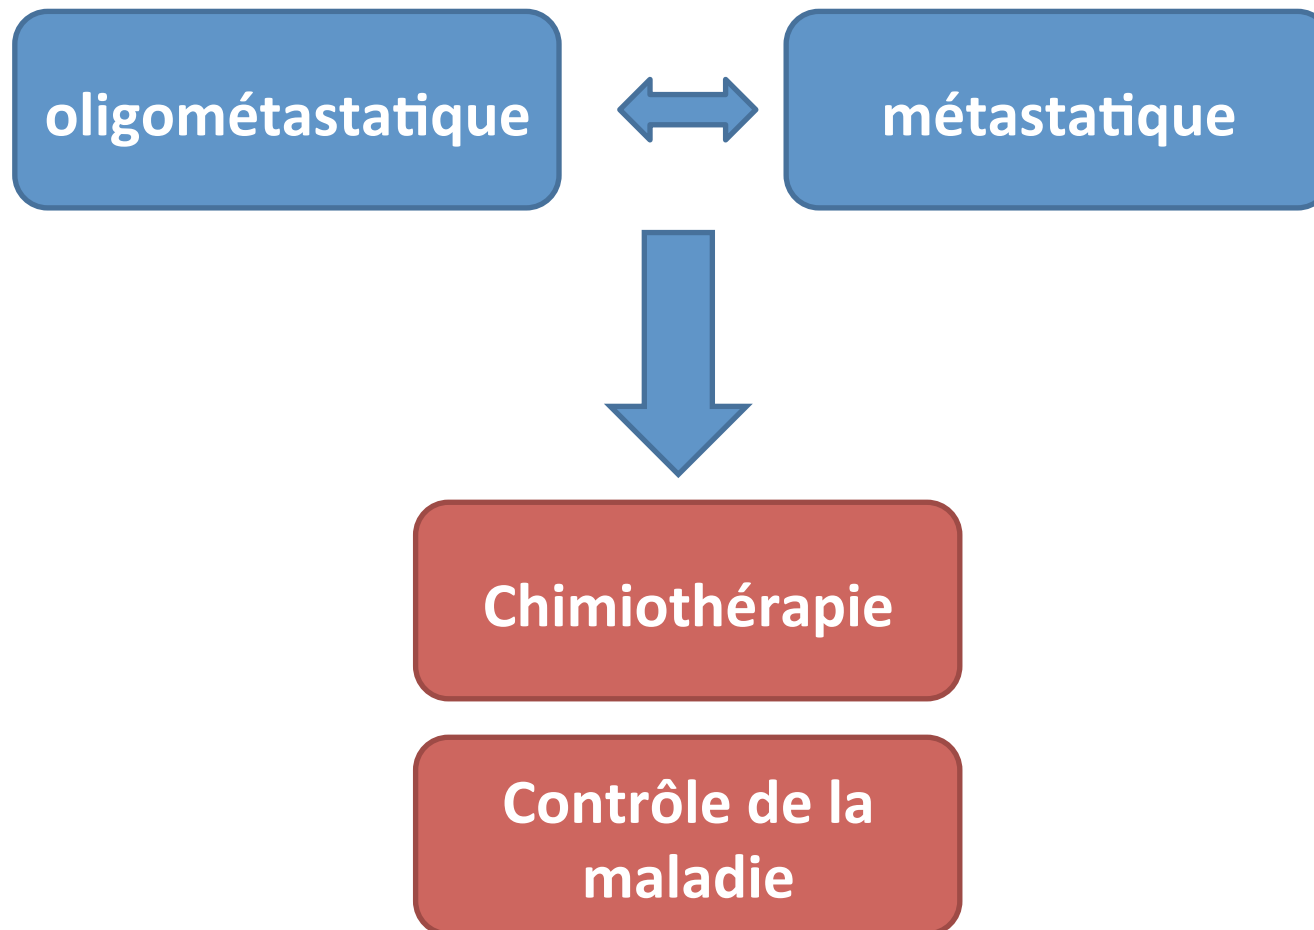 oligométastatique
métastatique
Chimiothérapie
Contrôle de la
maladie